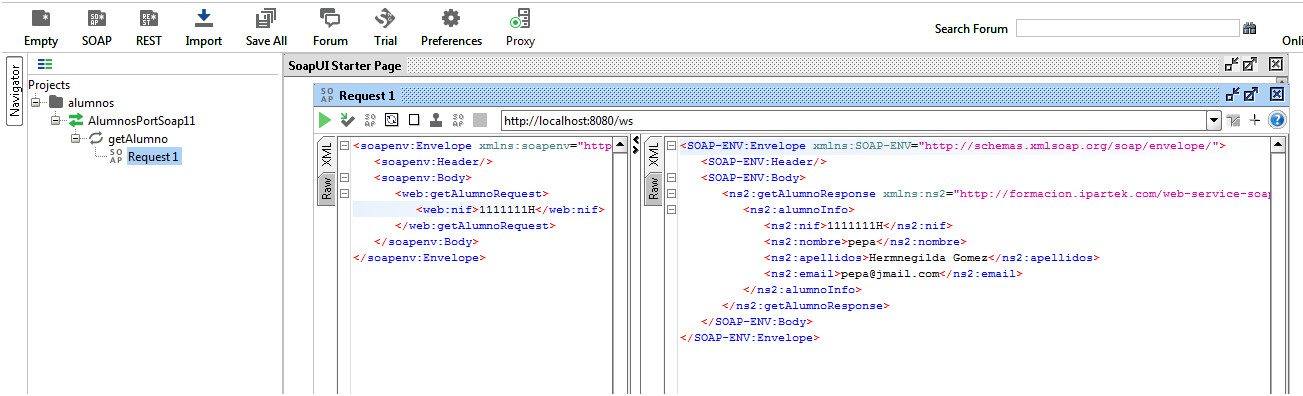 Empty SOAP REST Import Save All Forum Trial Preferences Proxy
Search Forum
Onli
Navigator
Projects
alumnos
AlumnosPortSoap11
getAlumno
SO AP Request 1
SoapUI Starter Page
SO AP Request 1
http://localhost:8080/ws
XML
Raw
<soapenv:Envelope xmlns:soapenv="http
<soapenv:Header/>
<soapenv:Body>
<web:getAlumnoRequest>
<web:nif>1111111H</web:nif>
</web:getAlumnoRequest>
</soapenv:Body>
</soapenv:Envelope>
XML
Raw
<SOAP-ENV:Envelope xmlns:SOAP-ENV="http://schemas.xmlsoap.org/soap/envelope/">
<SOAP-ENV:Header/>
<SOAP-ENV:Body>
<ns2:getAlumnoResponse xmlns:ns2="http://formacion.ipartek.com/web-service-soap
<ns2:alumnoInfo>
<ns2:nif>1111111H</ns2:nif>
<ns2:nombre>pepa</ns2:nombre>
<ns2:apellidos>Hermnegilda Gomez</ns2:apellidos>
<ns2:email>pepa@jmail.com</ns2:email>
</ns2:alumnoInfo>
</ns2:getAlumnoResponse>
</SOAP-ENV:Body>
</SOAP-ENV:Envelope>